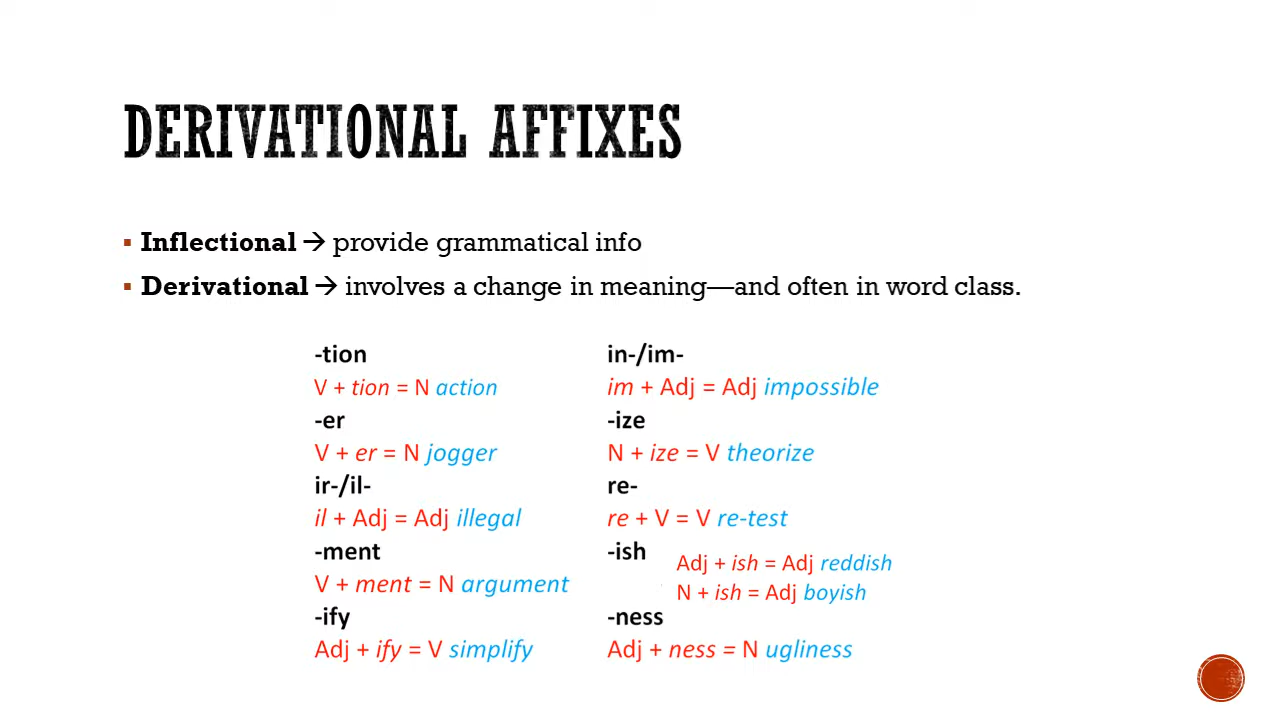 DERIVATIONAL AFFIXES
▪ Inflectional → provide grammatical info
▪ Derivational → involves a change in meaning—and often in word class.
-tion
V + tion = N action
-er
V + er = N jogger
ir-/il-
il + Adj = Adj illegal
-ment
V + ment = N argument
-ify
Adj + ify = V simplify
in-/im-
im + Adj = Adj impossible
-ize
N + ize = V theorize
re-
re + V = V re-test
-ish
Adj + ish = Adj reddish
N + ish = Adj boyish
-ness
Adj + ness = N ugliness